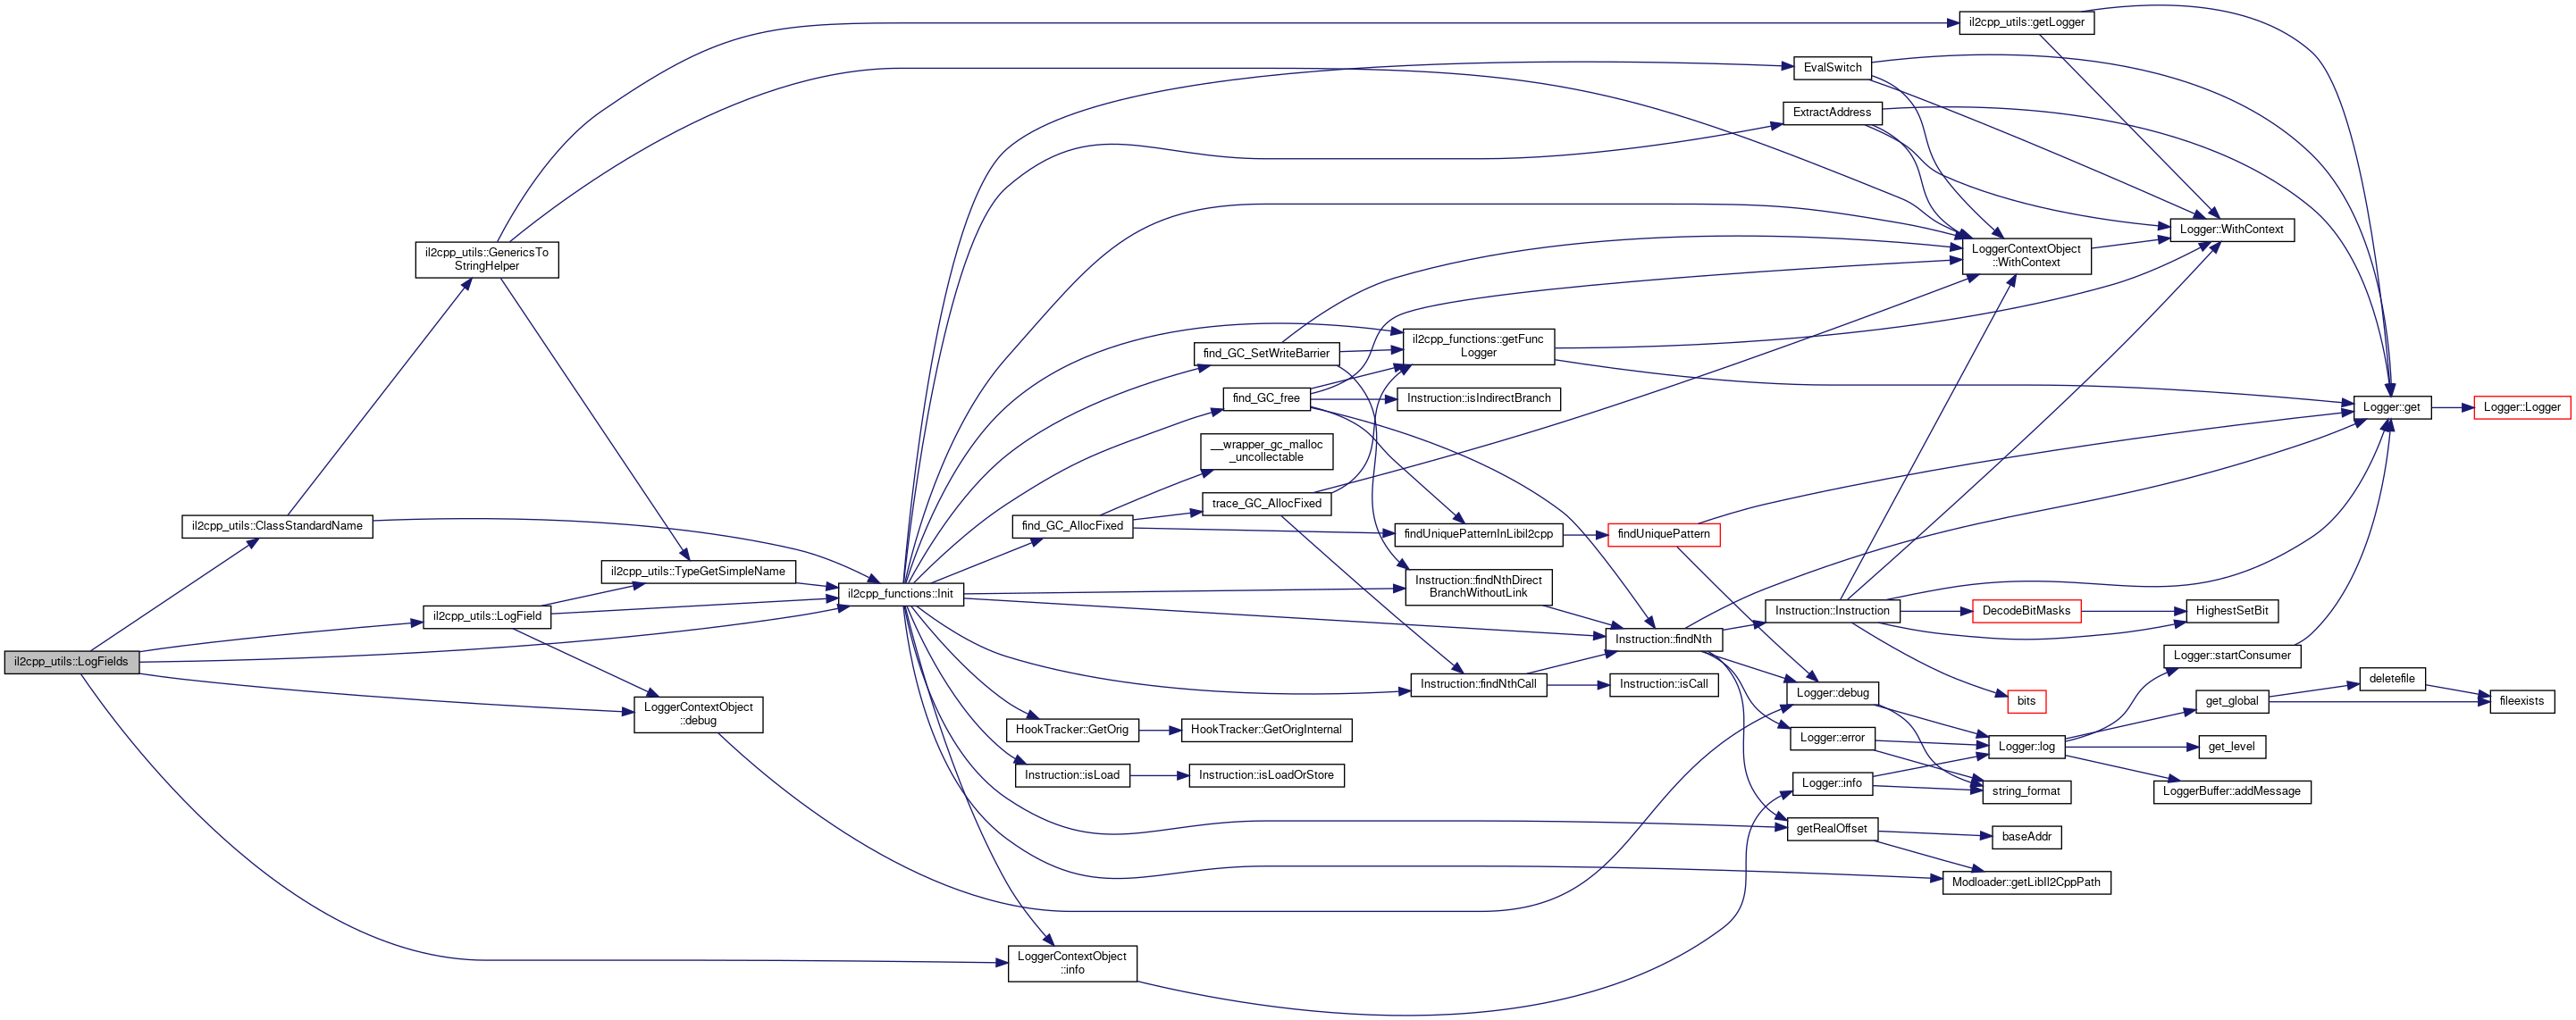 il2cpp_utils::LogFields
il2cpp_utils::ClassStandardName
il2cpp_utils::GenericsTo
StringHelper
il2cpp_utils::LogField
il2cpp_utils::TypeGetSimpleName
LoggerContextObject
::debug
il2cpp_functions::Init
find_GC_AllocFixed
HookTracker::GetOrig
Instruction::isLoad
LoggerContextObject
::info
find_GC_SetWriteBarrier
find_GC_free
__wrapper_gc_malloc
_uncollectable
trace_GC_AllocFixed
HookTracker::GetOrigInternal
Instruction::isLoadOrStore
il2cpp_functions::getFunc
Logger
Instruction::isIndirectBranch
findUniquePatternInLibil2cpp
Instruction::findNthDirect
BranchWithoutLink
Instruction::findNthCall
findUniquePattern
Instruction::findNth
Instruction::isCall
EvalSwitch
ExtractAddress
Instruction::Instruction
Logger::debug
Logger::error
Logger::info
getRealOffset
il2cpp_utils::getLogger
LoggerContextObject
::WithContext
DecodeBitMasks
bits
Logger::log
string_format
baseAddr
Modloader::getLibIl2CppPath
Logger::WithContext
HighestSetBit
Logger::startConsumer
get_global
get_level
LoggerBuffer::addMessage
Logger::get
deletefile
Logger::Logger
fileexists